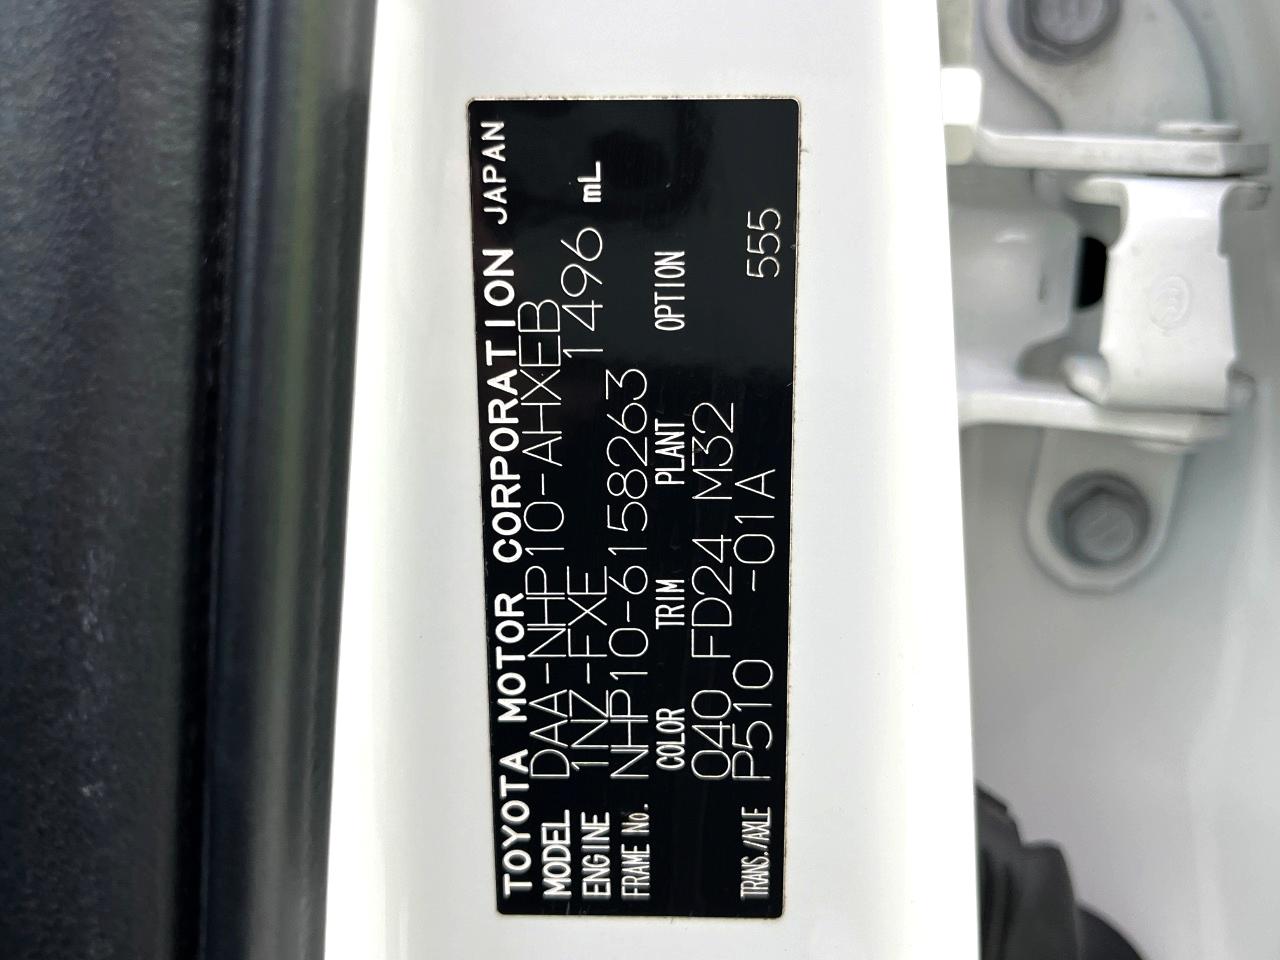 TOYOTA MOTOR CORPORATION JAPAN
MODEL DAA-NHP10-AHXEB
ENGINE 1NZ-FXE 1496 mL
FRAME No. NHP10-6158263
COLOR TRIM PLANT OPTION
040 FD24 M32
TRANS./AXLE P510 -01A 555